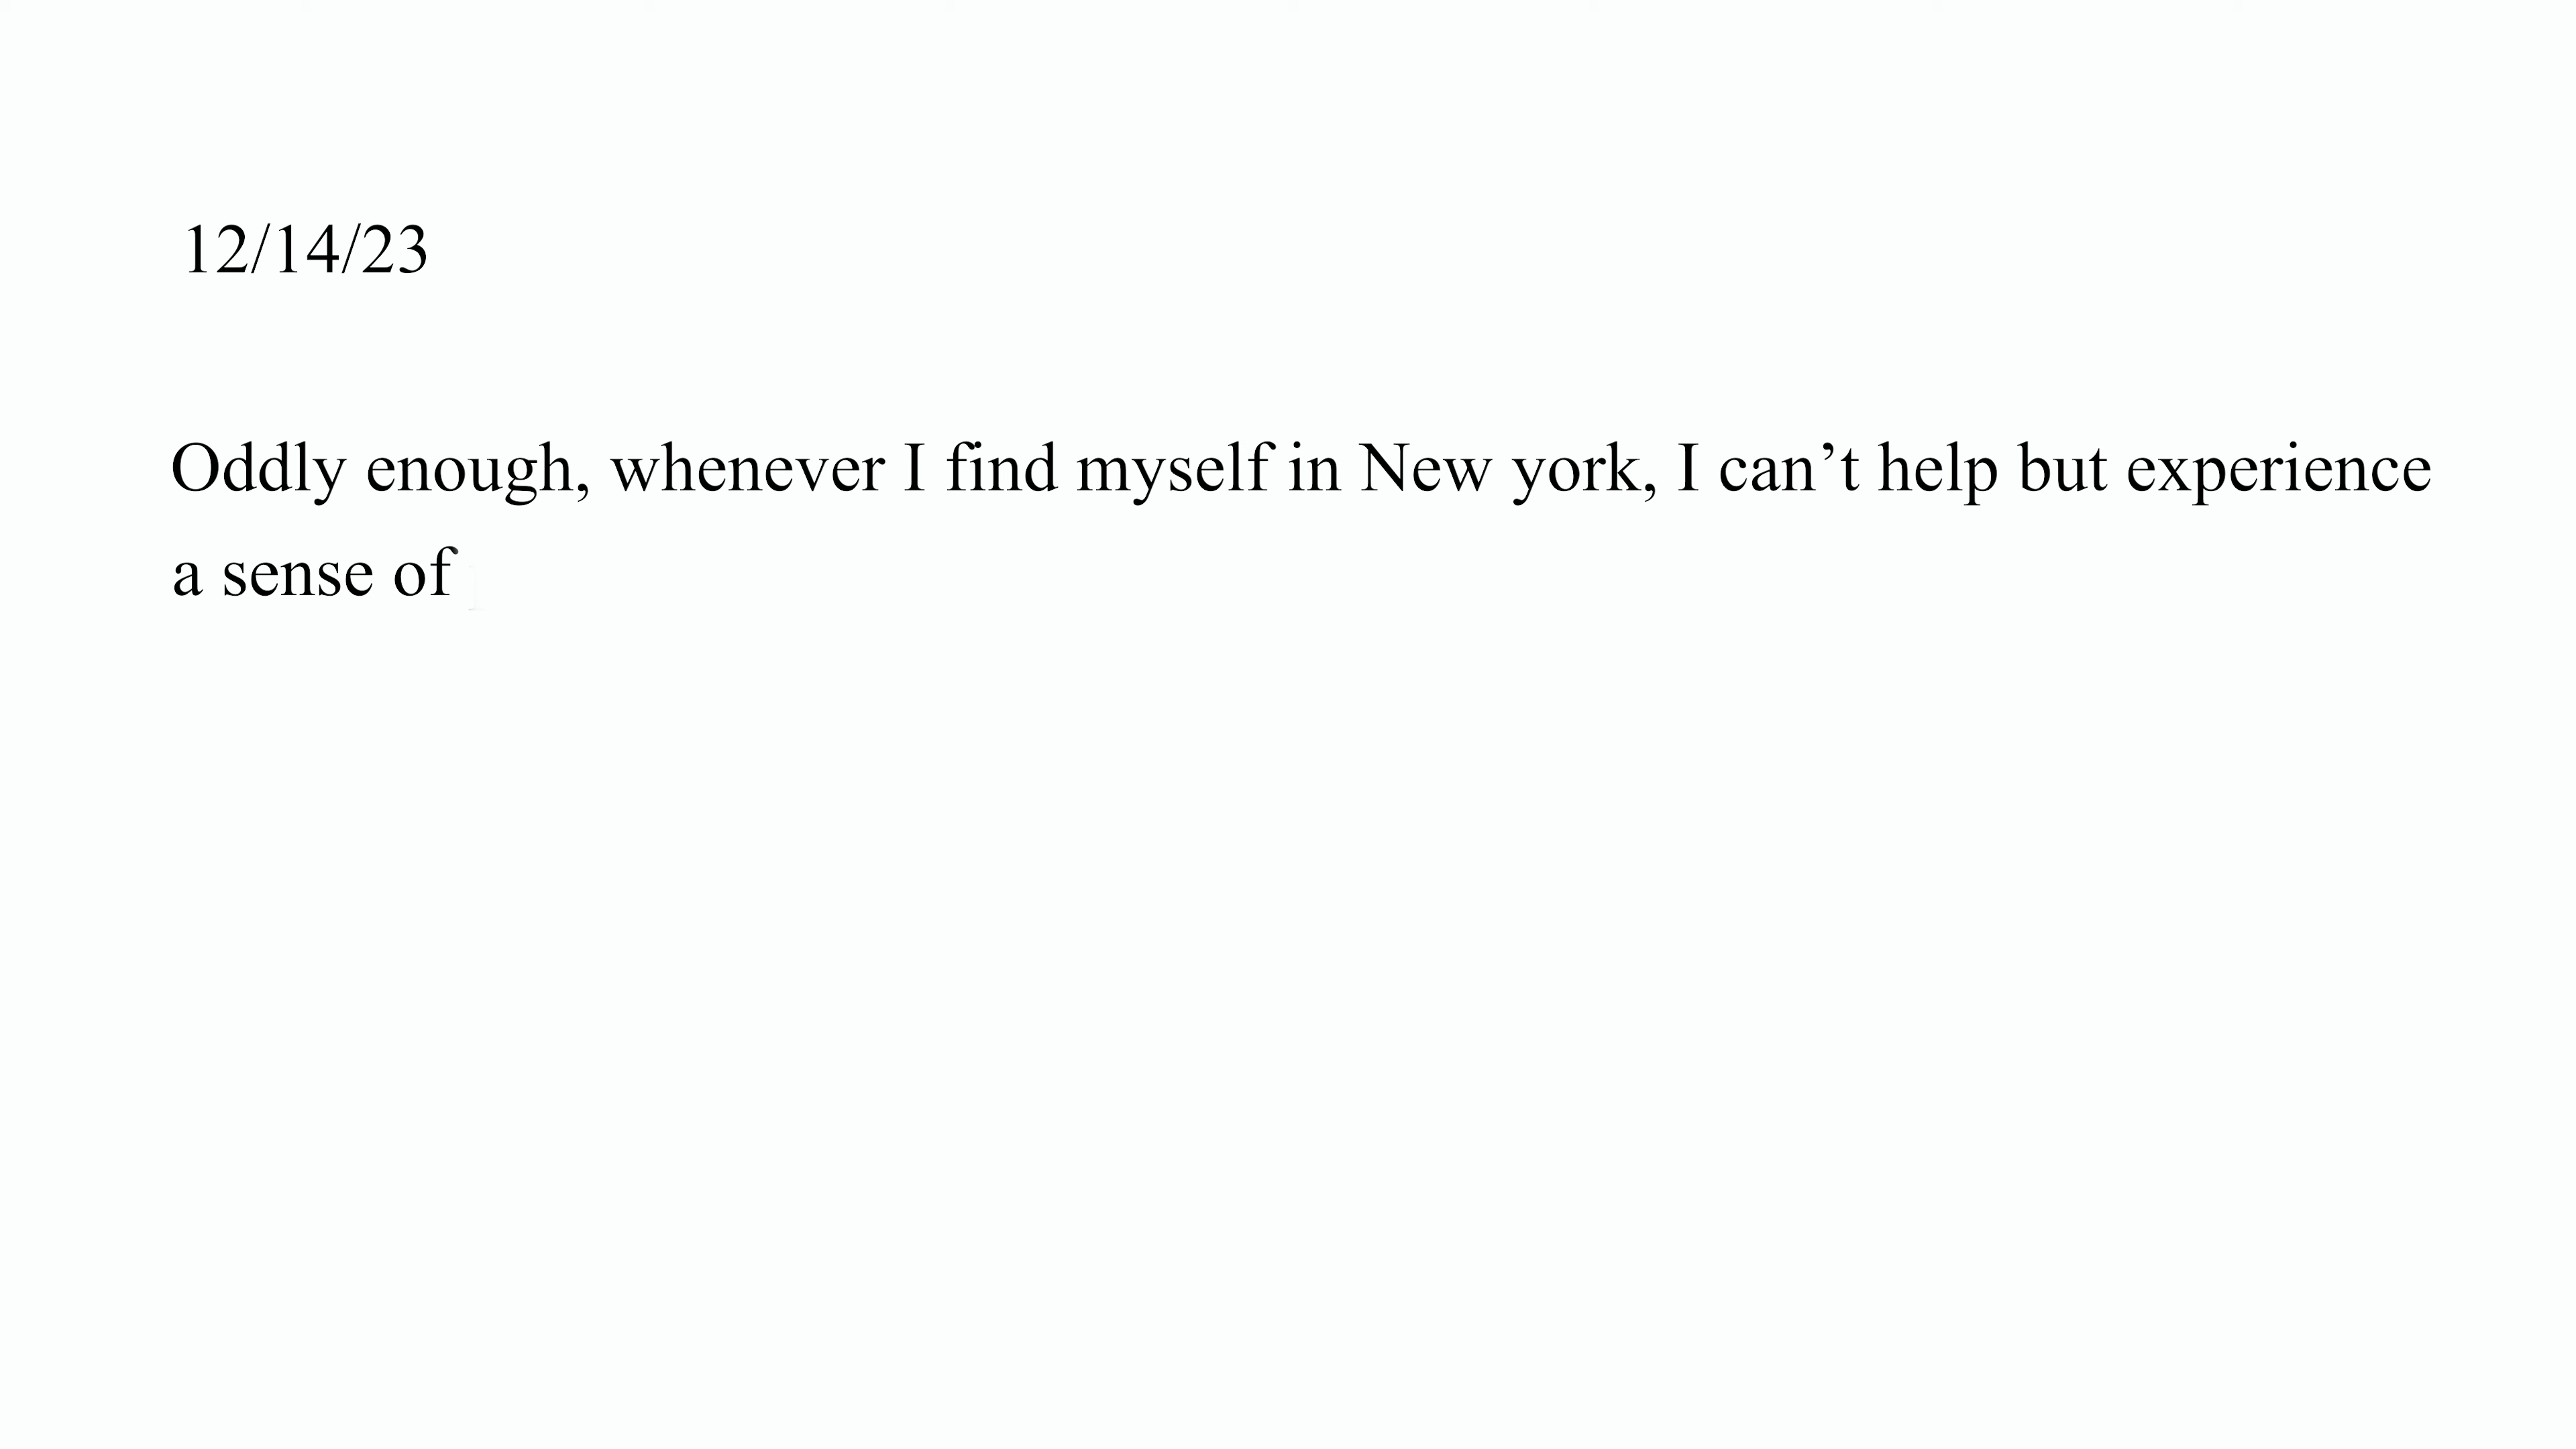 12/14/23
Oddly enough, whenever I find myself in New york, I can’t help but experience
a sense of